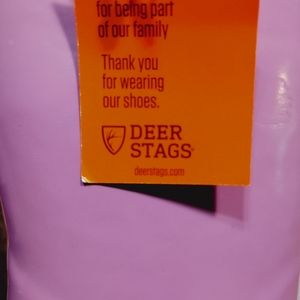 for being part
of our family
Thank you
for wearing
our shoes.
DEER
STAGS®
deerstags.com